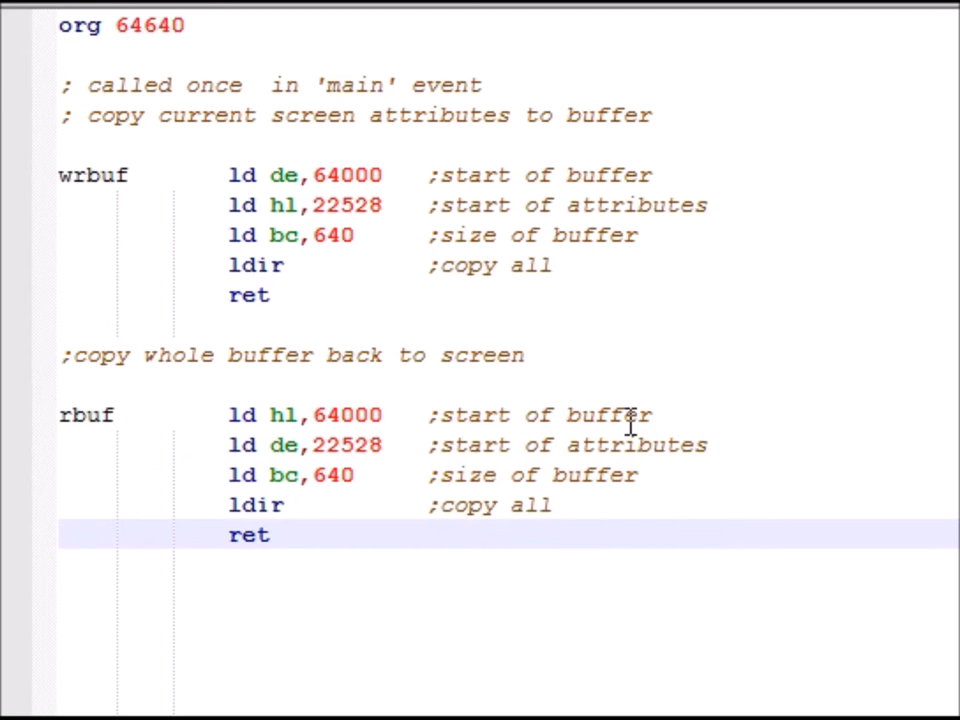 org 64640
; called once  in 'main' event
; copy current screen attributes to buffer
wrbuf ld de,64000 ;start of buffer
ld hl,22528 ;start of attributes
ld bc,640 ;size of buffer
ldir ;copy all
ret
;copy whole buffer back to screen
rbuf ld hl,64000 ;start of buffer
ld de,22528 ;start of attributes
ld bc,640 ;size of buffer
ldir ;copy all
ret